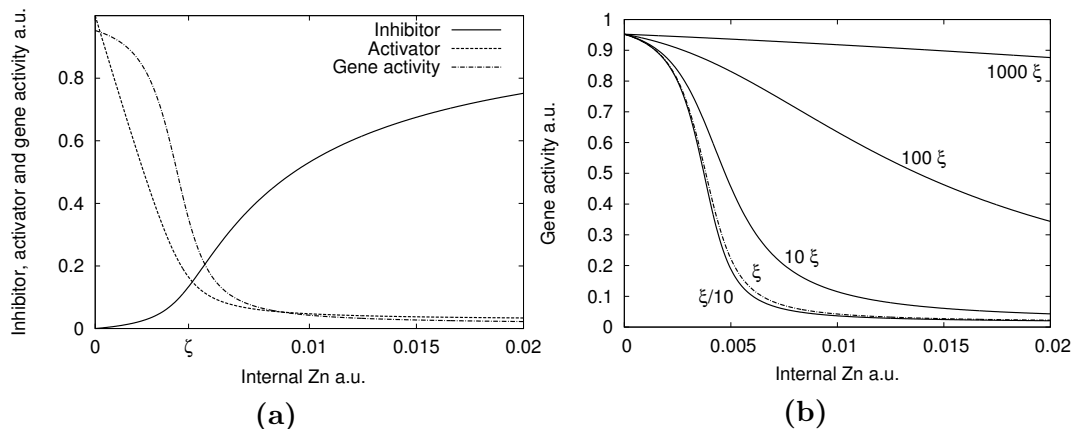 Inhibitor, activator and gene activity a.u.
0.8
0.6
0.4
0.2
0
0
ζ
0.01
0.015
0.02
Internal Zn a.u.
Inhibitor
Activator
Gene activity
(a)
Gene activity a.u.
1
0.9
0.8
0.7
0.6
0.5
0.4
0.3
0.2
0.1
0
0
0.005
0.01
0.015
0.02
Internal Zn a.u.
1000 ξ
100 ξ
10 ξ
ξ
ξ/10
(b)